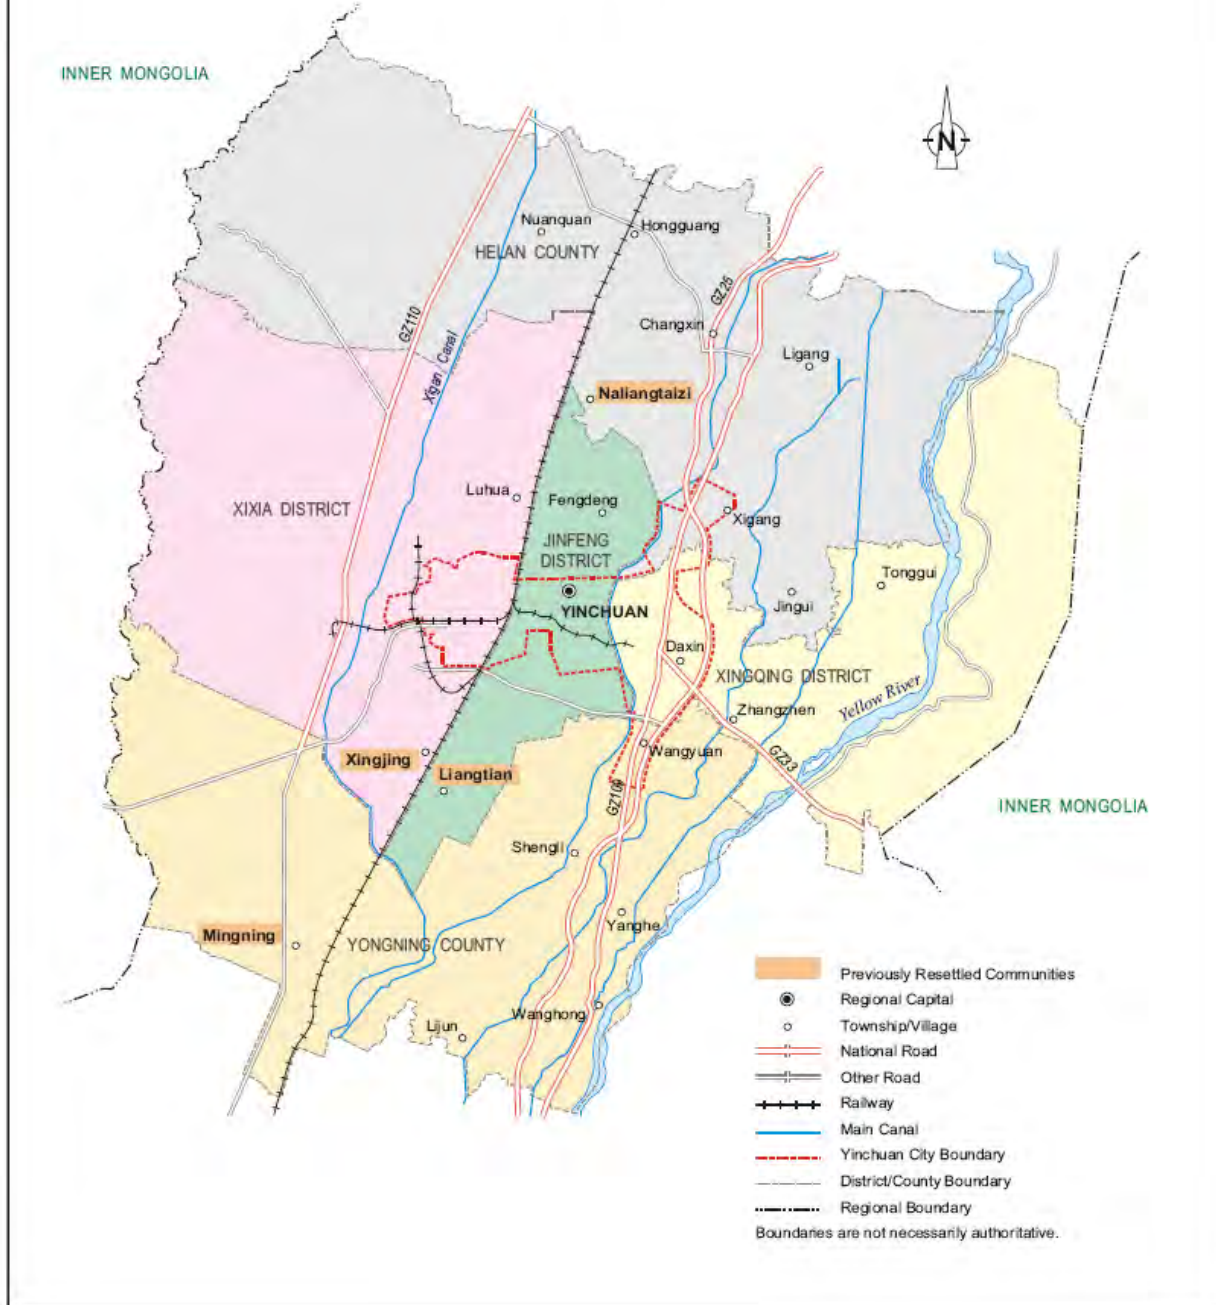 INNER MONGOLIA
N
Nuanquan
Hongguang
HELAN COUNTY
GZ25
GZ110
Changxin
Xigan / Canal
Ligang
Naliangtaizi
Luhua
Fengdeng
XIXIA DISTRICT
Xigang
JINFENG
DISTRICT
Tonggui
YINCHUAN
Jingui
Daxin
XINGQING DISTRICT
Yellow River
Zhangzhen
Wangyuan
Xingjing
Liangtian
GZ33
GZ109
INNER MONGOLIA
Shengli
Yanghe
Mingning
YONGNING COUNTY
Wanghong
Lijun
Previously Resettled Communities
Regional Capital
Township/Village
National Road
Other Road
Railway
Main Canal
Yinchuan City Boundary
District/County Boundary
Regional Boundary
Boundaries are not necessarily authoritative.